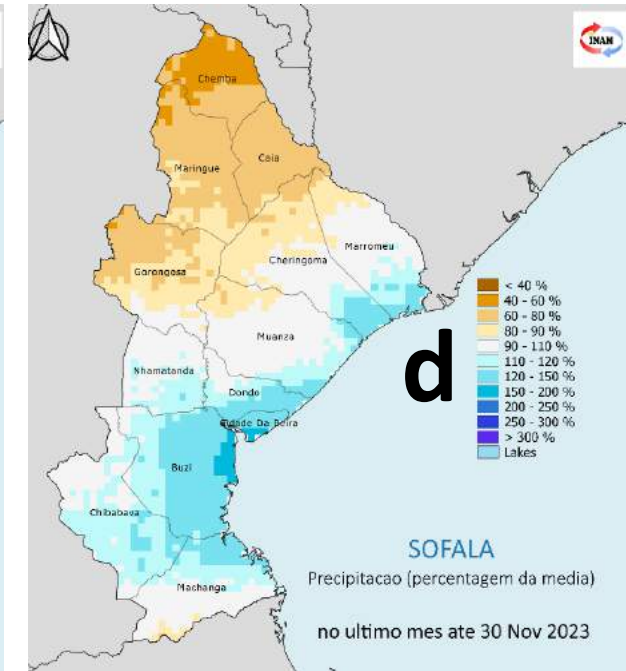 INAM
Chemba
Caia
Maringue
Marromeu
Cheringoma
Gorongosa
Muanza
Nhamatanda
Dondo
Cidade Da Beira
Buzi
Chibabava
Machanga
d
< 40 %
40 - 60 %
60 - 80 %
80 - 90 %
90 - 110 %
110 - 120 %
120 - 150 %
150 - 200 %
200 - 250 %
250 - 300 %
> 300 %
Lakes
SOFALA
Precipitacao (percentagem da media)
no ultimo mes ate 30 Nov 2023